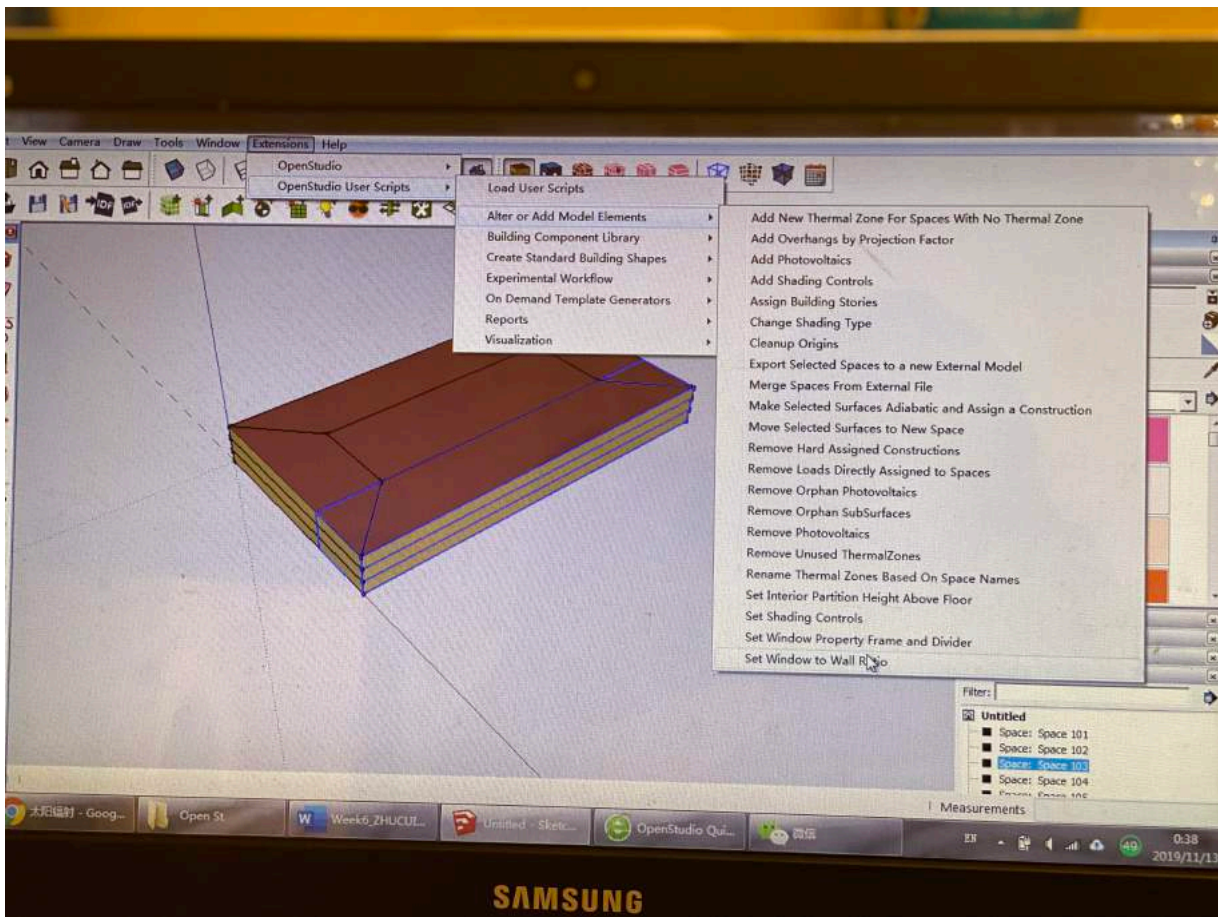 View Camera Draw Tools Window Extensions Help
OpenStudio
OpenStudio User Scripts
Load User Scripts
Alter or Add Model Elements
Building Component Library
Create Standard Building Shapes
Experimental Workflow
On Demand Template Generators
Reports
Visualization
Add New Thermal Zone For Spaces With No Thermal Zone
Add Overhangs by Projection Factor
Add Photovoltaics
Add Shading Controls
Assign Building Stories
Change Shading Type
Cleanup Origins
Export Selected Spaces to a new External Model
Merge Spaces From External File
Make Selected Surfaces Adiabatic and Assign a Construction
Move Selected Surfaces to New Space
Remove Hard Assigned Constructions
Remove Loads Directly Assigned to Spaces
Remove Orphan Photovoltaics
Remove Orphan SubSurfaces
Remove Photovoltaics
Remove Unused ThermalZones
Rename Thermal Zones Based On Space Names
Set Interior Partition Height Above Floor
Set Shading Controls
Set Window Property Frame and Divider
Set Window to Wall
IDF IDF
Filter:
Untitled
Space: Space 101
Space: Space 102
Space: Space 103
Space: Space 104
Measurements
太阳辐射 - Goog...
Open St
Week6_ZHUCUI...
Untitled - Sketc...
OpenStudio Qui...
微信
EN
49
0:38
2019/11/13
SAMSUNG